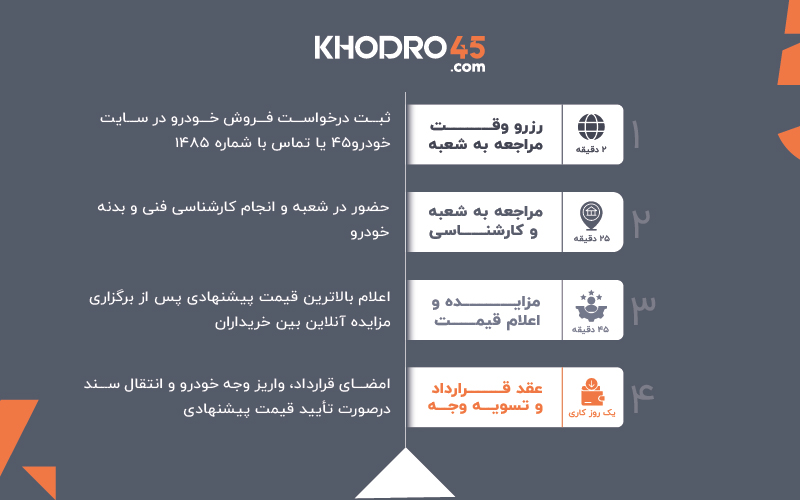 KHODRO45
.com
۱
۲ دقیقه
رزرو وقت
مراجعه به شعبه
ثبت درخواست فروش خودرو در سایت
خودرو۴۵ یا تماس با شماره ۱۴۸۵
۲
۲۵ دقیقه
مراجعه به شعبه
و کارشناسی
حضور در شعبه و انجام کارشناسی فنی و بدنه
خودرو
۳
۴۵ دقیقه
مزایده و
اعلام قیمت
اعلام بالاترین قیمت پیشنهادی پس از برگزاری
مزایده آنلاین بین خریداران
۴
یک روز کاری
عقد قرارداد
و تسویه وجه
امضای قرارداد، واریز وجه خودرو و انتقال سند
درصورت تأیید قیمت پیشنهادی